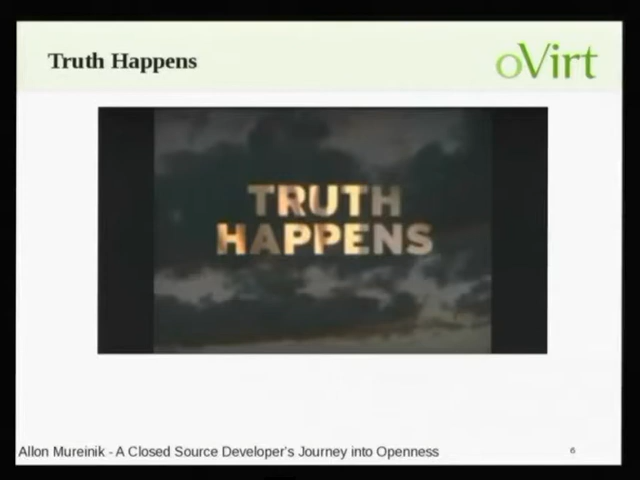 Truth Happens
oVirt
TRUTH
HAPPENS
Allon Mureinik - A Closed Source Developer's Journey into Openness
6